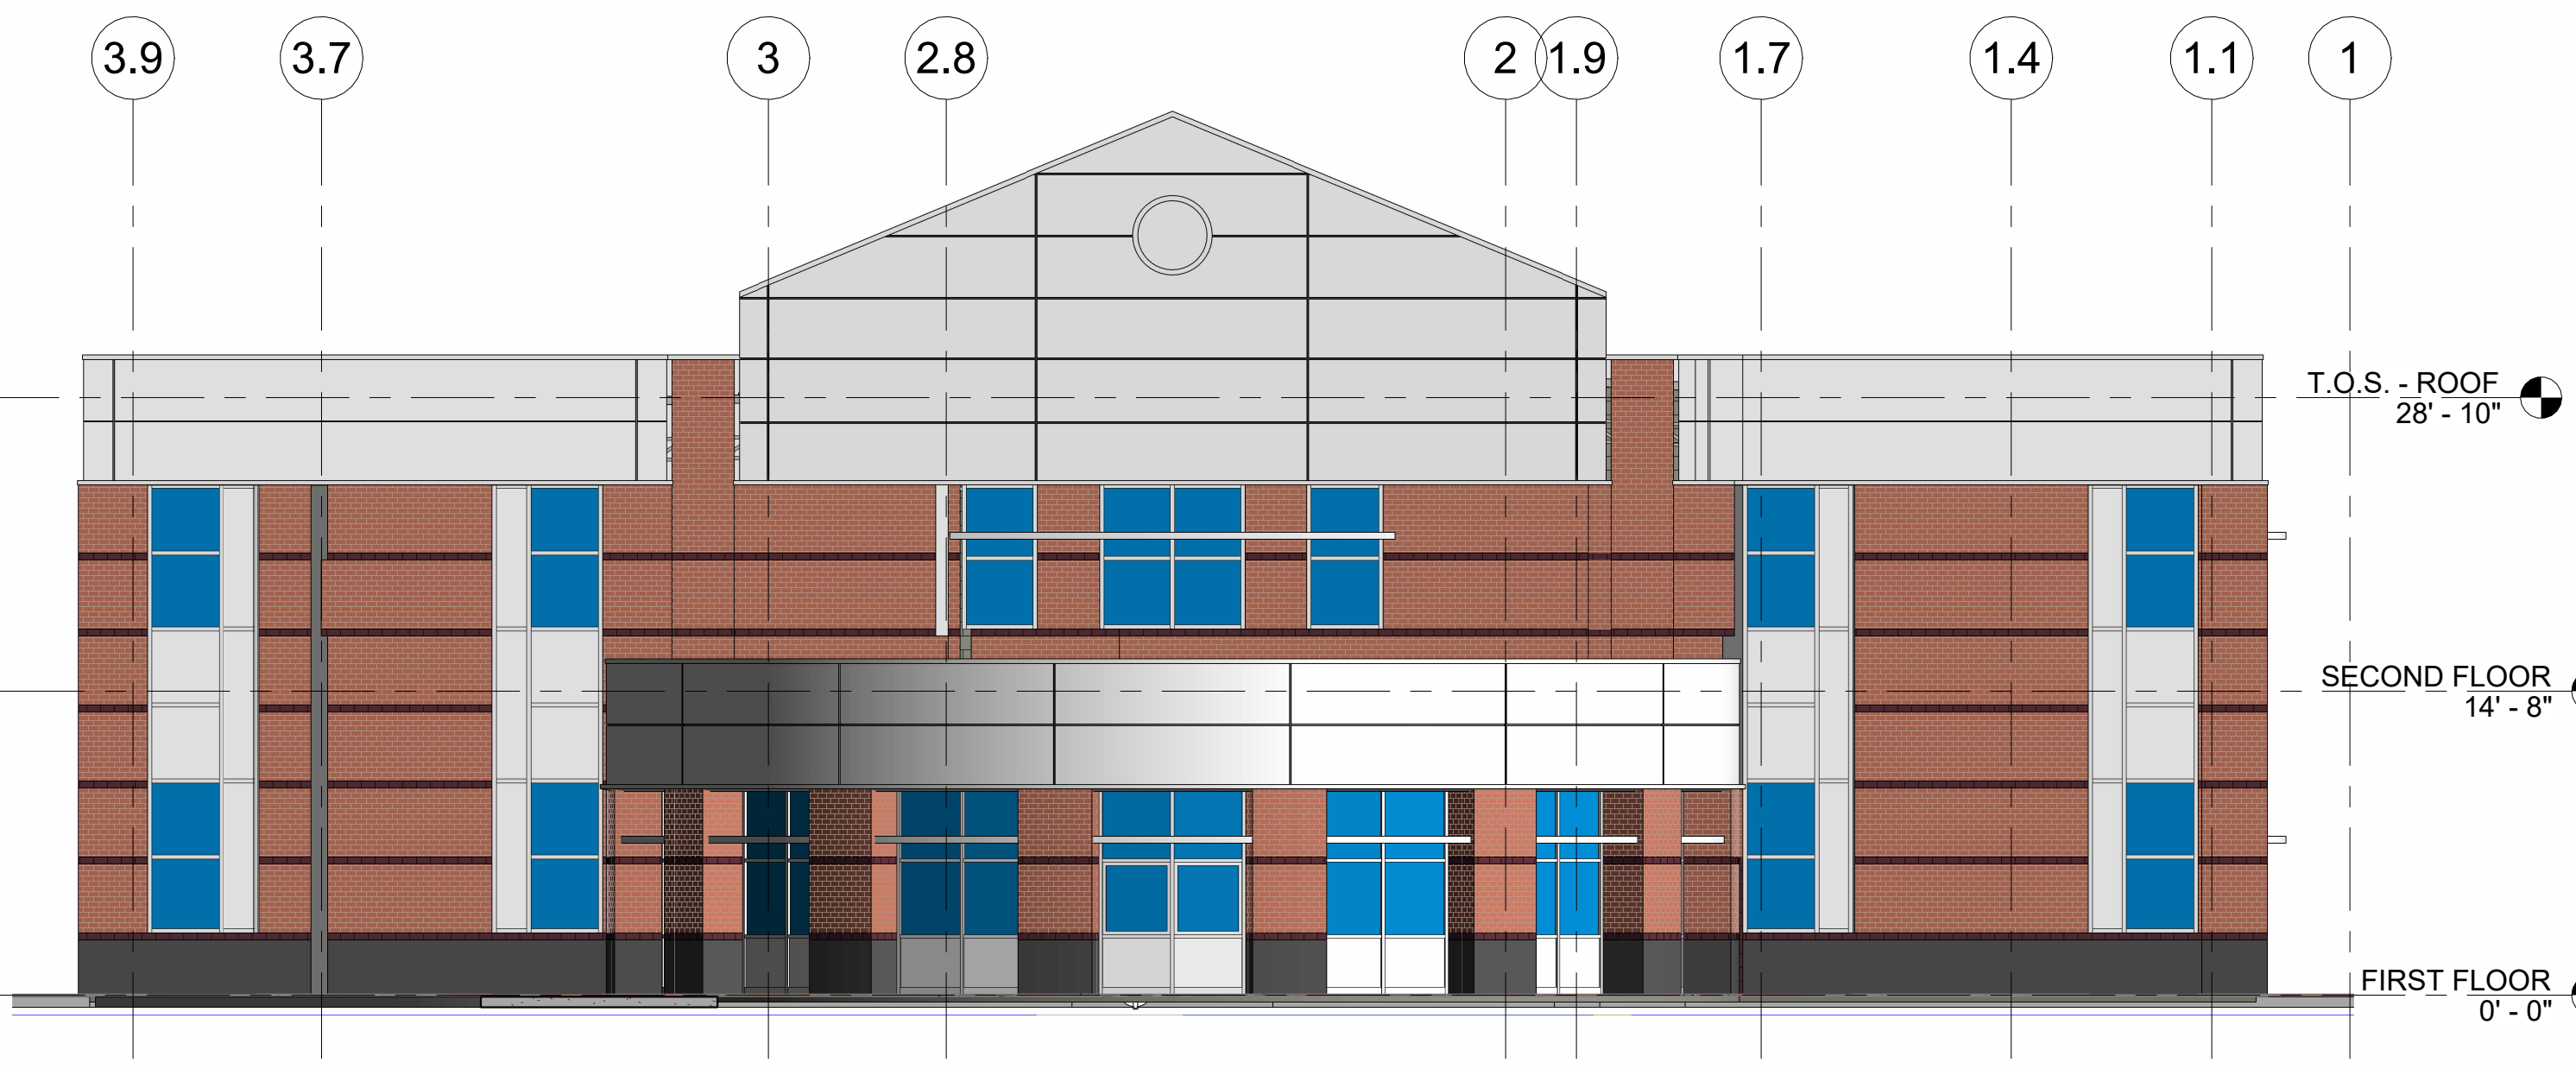 3.9 3.7 3 2.8 2 1.9 1.7 1.4 1.1 1
T.O.S. - ROOF
28' - 10"
SECOND FLOOR
14' - 8"
FIRST FLOOR
0' - 0"